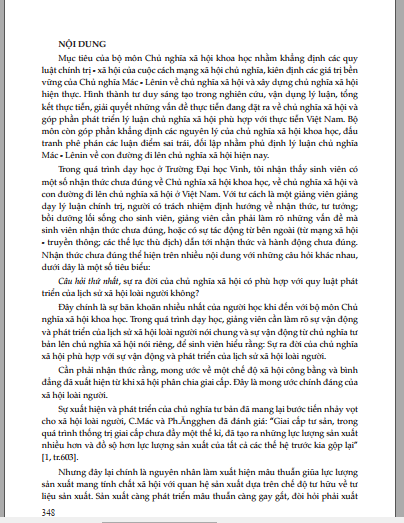 NỘI DUNG
Mục tiêu của bộ môn Chủ nghĩa xã hội khoa học nhằm khẳng định các quy
luật chính trị - xã hội của cuộc cách mạng xã hội chủ nghĩa, kiên định các giá trị bền
vững của Chủ nghĩa Mác - Lênin về chủ nghĩa xã hội và xây dựng chủ nghĩa xã hội
hiện thực. Hình thành tư duy sáng tạo trong nghiên cứu, vận dụng lý luận, tổng
kết thực tiễn, giải quyết những vấn đề thực tiễn đang đặt ra về chủ nghĩa xã hội và
góp phần phát triển lý luận chủ nghĩa xã hội phù hợp với thực tiễn Việt Nam. Bộ
môn còn góp phần khẳng định các nguyên lý của chủ nghĩa xã hội khoa học, đấu
tranh phê phán các luận điểm sai trái, đối lập nhằm phủ định lý luận chủ nghĩa
Mác - Lênin về con đường đi lên chủ nghĩa xã hội hiện nay.
Trong quá trình dạy học ở Trường Đại học Vinh, tôi nhận thấy sinh viên có
một số nhận thức chưa đúng về Chủ nghĩa xã hội khoa học, về chủ nghĩa xã hội và
con đường đi lên chủ nghĩa xã hội ở Việt Nam. Với tư cách là một giảng viên giảng
dạy lý luận chính trị, người có trách nhiệm định hướng về nhận thức, tư tưởng;
bồi dưỡng lối sống cho sinh viên, giảng viên cần phải làm rõ những vấn đề mà
sinh viên nhận thức chưa đúng, hoặc có sự tác động từ bên ngoài (từ mạng xã hội
- truyền thông; các thế lực thù địch) dẫn tới nhận thức và hành động chưa đúng.
Nhận thức chưa đúng thể hiện trên nhiều nội dung với những câu hỏi khác nhau,
dưới đây là một số tiêu biểu:
Câu hỏi thứ nhất, sự ra đời của chủ nghĩa xã hội có phù hợp với quy luật phát
triển của lịch sử xã hội loài người không?
Đây chính là sự băn khoăn nhiều nhất của người học khi đến với bộ môn Chủ
nghĩa xã hội khoa học. Trong quá trình dạy học, giảng viên cần làm rõ sự vận động
và phát triển của lịch sử xã hội loài người nói chung và sự vận động từ chủ nghĩa tư
bản lên chủ nghĩa xã hội nói riêng, để sinh viên hiểu rằng: Sự ra đời của chủ nghĩa
xã hội phù hợp với sự vận động và phát triển của lịch sử xã hội loài người.
Cần phải nhận thức rằng, mong ước về một chế độ xã hội công bằng và bình
đẳng đã xuất hiện từ khi xã hội phân chia giai cấp. Đây là mong ước chính đáng của
xã hội loài người.
Sự xuất hiện và phát triển của chủ nghĩa tư bản đã mang lại bước tiến nhảy vọt
cho xã hội loài người, C.Mác và Ph.Ăngghen đã đánh giá: "Giai cấp tư sản, trong
quá trình thống trị giai cấp chưa đầy một thế kỉ, đã tạo ra những lực lượng sản xuất
nhiều hơn và đồ sộ hơn lực lượng sản xuất của tất cả các thế hệ trước kia gộp lại"
[1, tr.603].
Nhưng đây lại chính là nguyên nhân làm xuất hiện mâu thuẫn giũa lực lượng
sản xuất mang tính chất xã hội với quan hệ sản xuất dựa trên chế độ tư hữu về tư
liệu sản xuất. Sản xuất càng phát triển mâu thuẫn càng gay gắt, đòi hỏi phải xuất
348